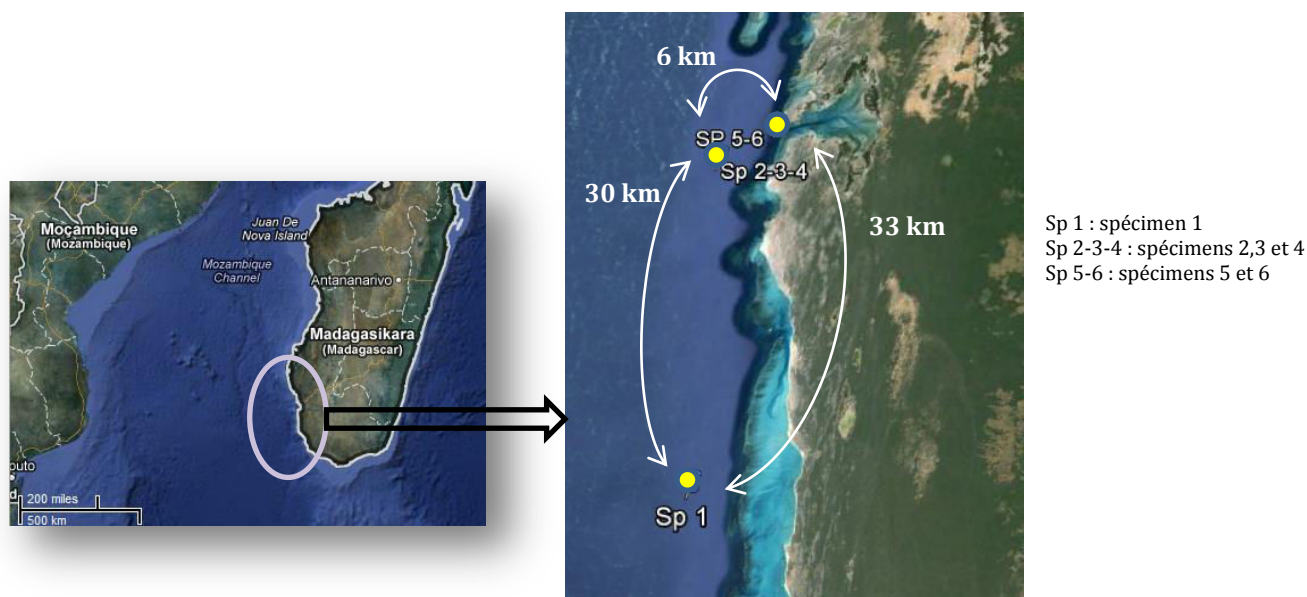 Moçambique
(Mozambique)
Juan De
Nova Island
Mozambique
Channel
Antananarivo
Madagasikara
(Madagascar)
puto
d
200 miles
500 km
6 km
SP 5-6
Sp 2-3-4
30 km
33 km
Sp 1
Sp 1 : spécimen 1
Sp 2-3-4 : spécimens 2,3 et 4
Sp 5-6 : spécimens 5 et 6